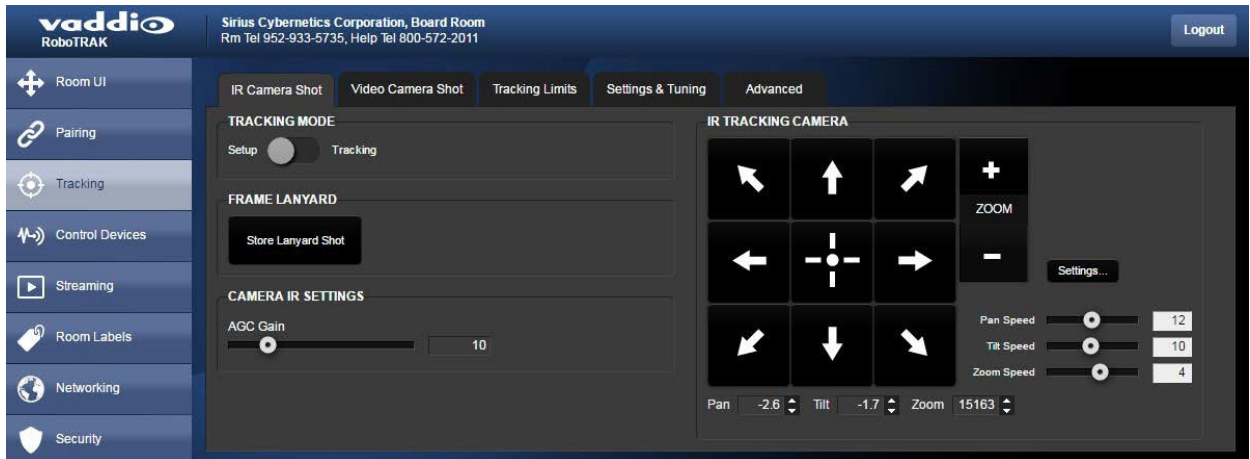 vaddio
RoboTRAK
Sirius Cybernetics Corporation, Board Room
Rm Tel 952-933-5735, Help Tel 800-572-2011
Logout
Room UI
Pairing
Tracking
Control Devices
Streaming
Room Labels
Networking
Security
IR Camera Shot
Video Camera Shot
Tracking Limits
Settings & Tuning
Advanced
TRACKING MODE
Setup
Tracking
FRAME LANYARD
Store Lanyard Shot
CAMERA IR SETTINGS
AGC Gain
10
IR TRACKING CAMERA
+
ZOOM
-
Settings...
Pan Speed 12
Tilt Speed 10
Zoom Speed 4
Pan -2.6 Tilt -1.7 Zoom 15163